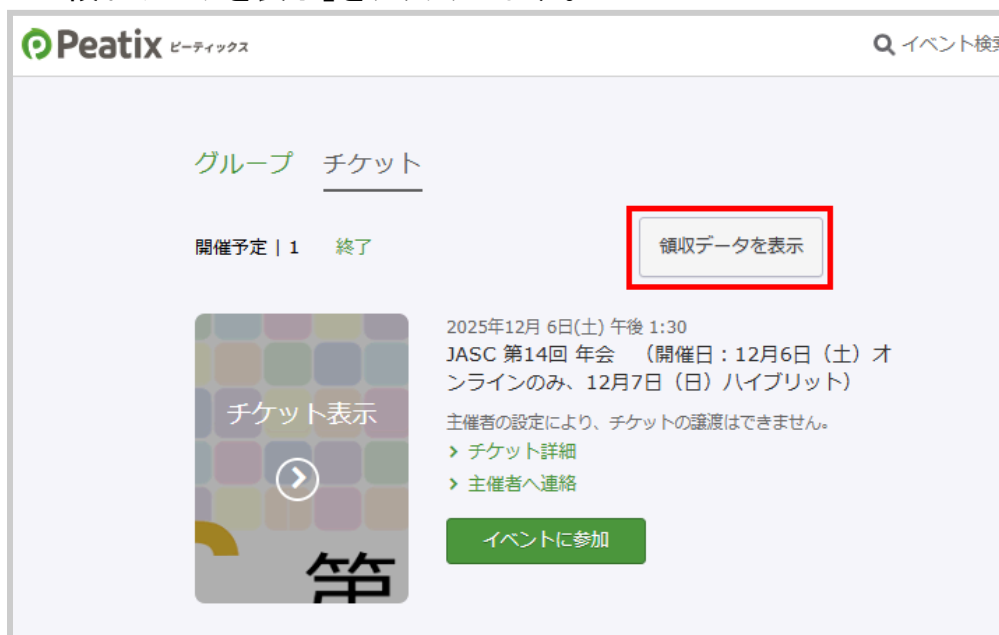 Peatix ピーティックス
イベント検索
グループ チケット
開催予定 | 1 終了
領収データを表示
2025年12月 6日(土) 午後 1:30
JASC 第14回 年会 （開催日：12月6日（土）オ
ンラインのみ、12月7日（日）ハイブリット）
チケット表示
主催者の設定により、チケットの譲渡はできません。
> チケット詳細
> 主催者へ連絡
イベントに参加
第